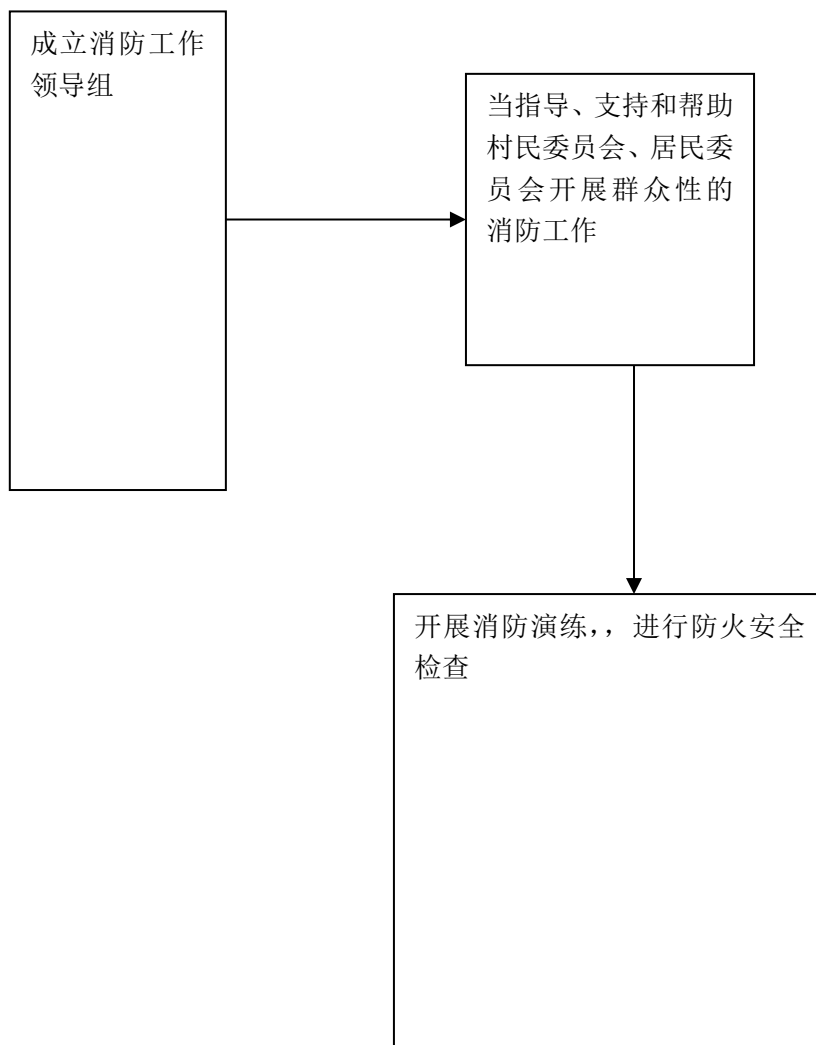 成立消防工作
领导组
当指导、支持和帮助
村民委员会、居民委
员会开展群众性的
消防工作
开展消防演练，，进行防火安全
检查